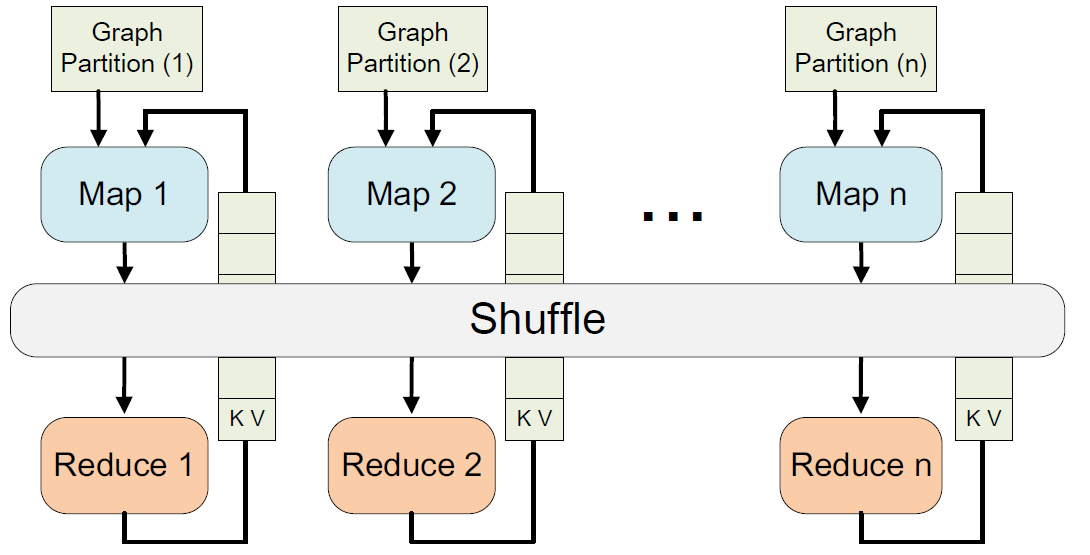 Graph
Partition (1)
Graph
Partition (2)
Graph
Partition (n)
Map 1
Map 2
...
Map n
Shuffle
K V
K V
K V
Reduce 1
Reduce 2
Reduce n